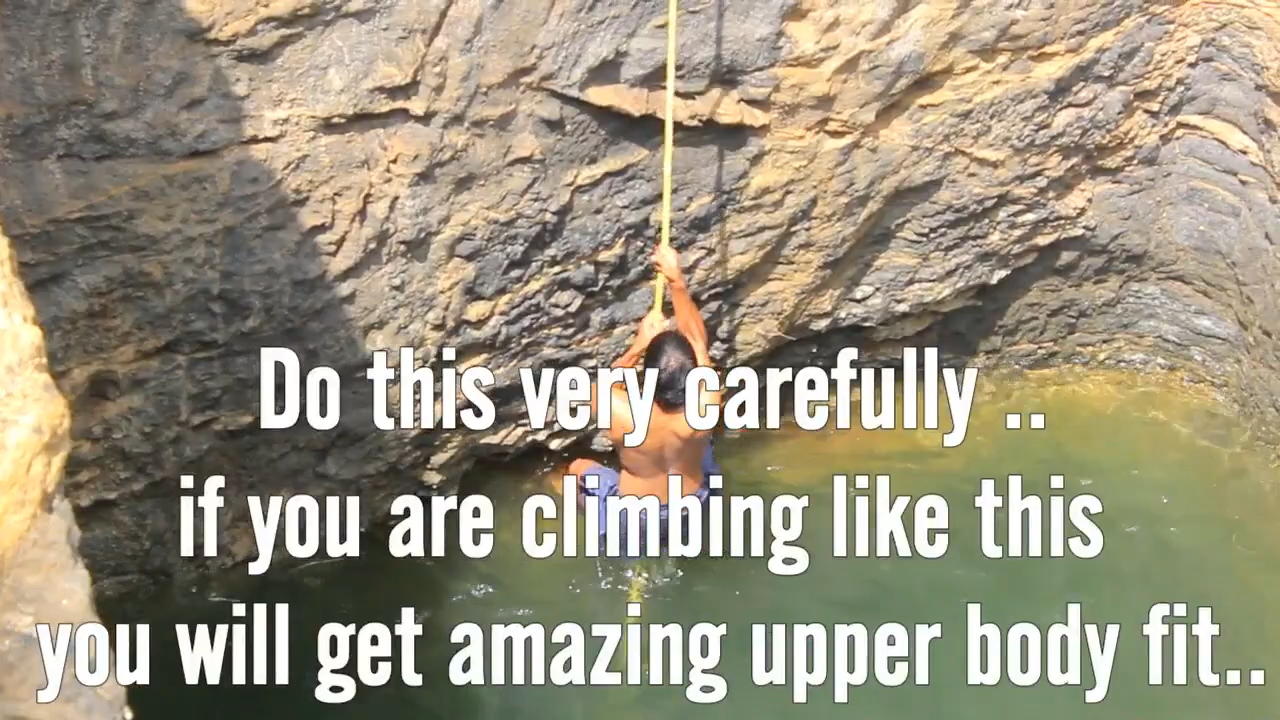 Do this very carefully ..
if you are climbing like this
you will get amazing upper body fit..